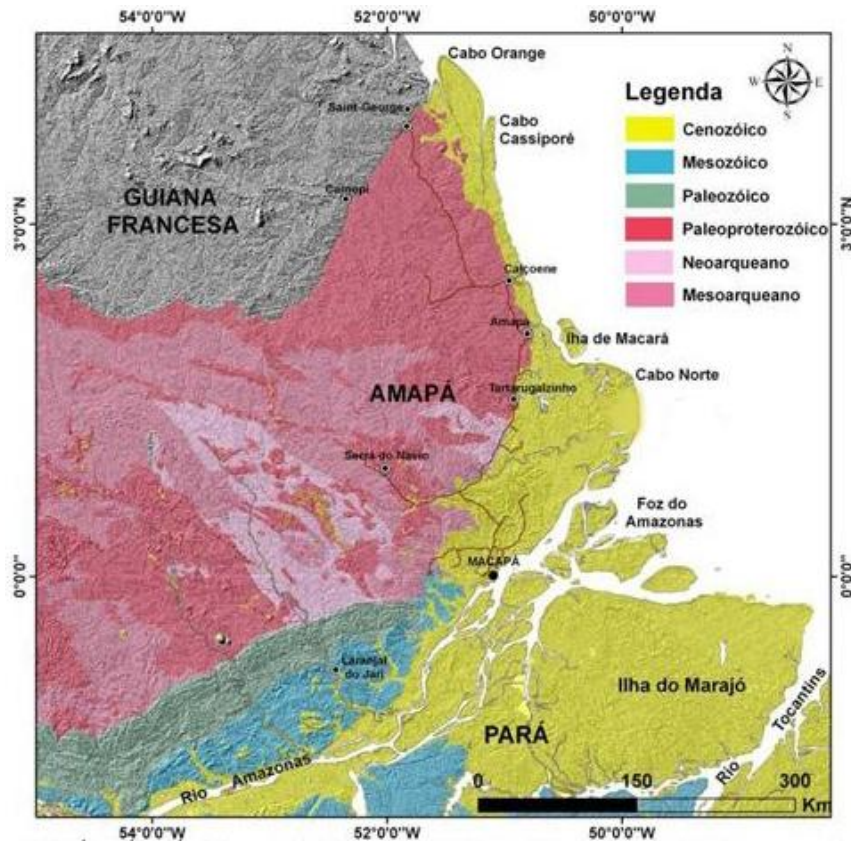 54°0'0"W 52°0'0"W 50°0'0"W
Cabo Orange
N
W E
S
Legenda
Saint-George
Cabo
Cassiporé
Cenozóico
Mesozóico
Paleozóico
Paleoproterozóico
Neoarqueano
Mesoarqueano
GUIANA
FRANCESA
Camopi
3°0'0"N
3°0'0"N
Calçoene
Amapá
Ilha de Macará
Cabo Norte
AMAPÁ
Tartarugalzinho
Serra do Navio
Foz do
Amazonas
MACAPÁ
0°0'0"
0°0'0"
Laranjal
do Jari
Ilha do Marajó
PARÁ
Rio Amazonas
Rio Tocantins
0 150 300
Km
54°0'0"W 52°0'0"W 50°0'0"W